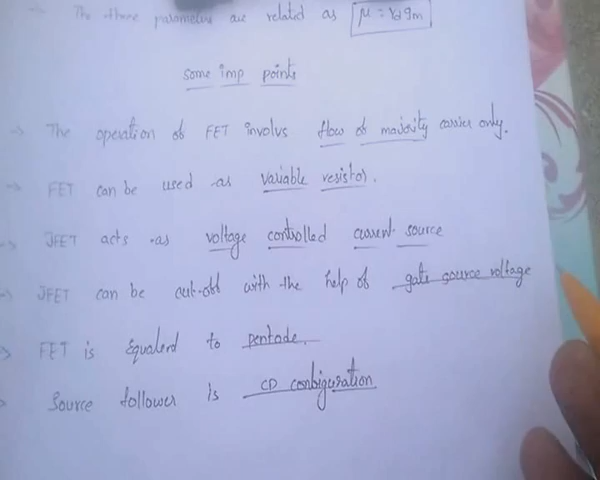 → The three parameters are related as μ = rd gm
some imp points
→ The operation of FET involvs flow of majority carrier only.
→ FET can be used as variable resistor.
→ JFET acts as voltage controlled current source
→ JFET can be cut-off with the help of gate source voltage
→ FET is Equalent to pentode.
→ Source follower is CD configuration